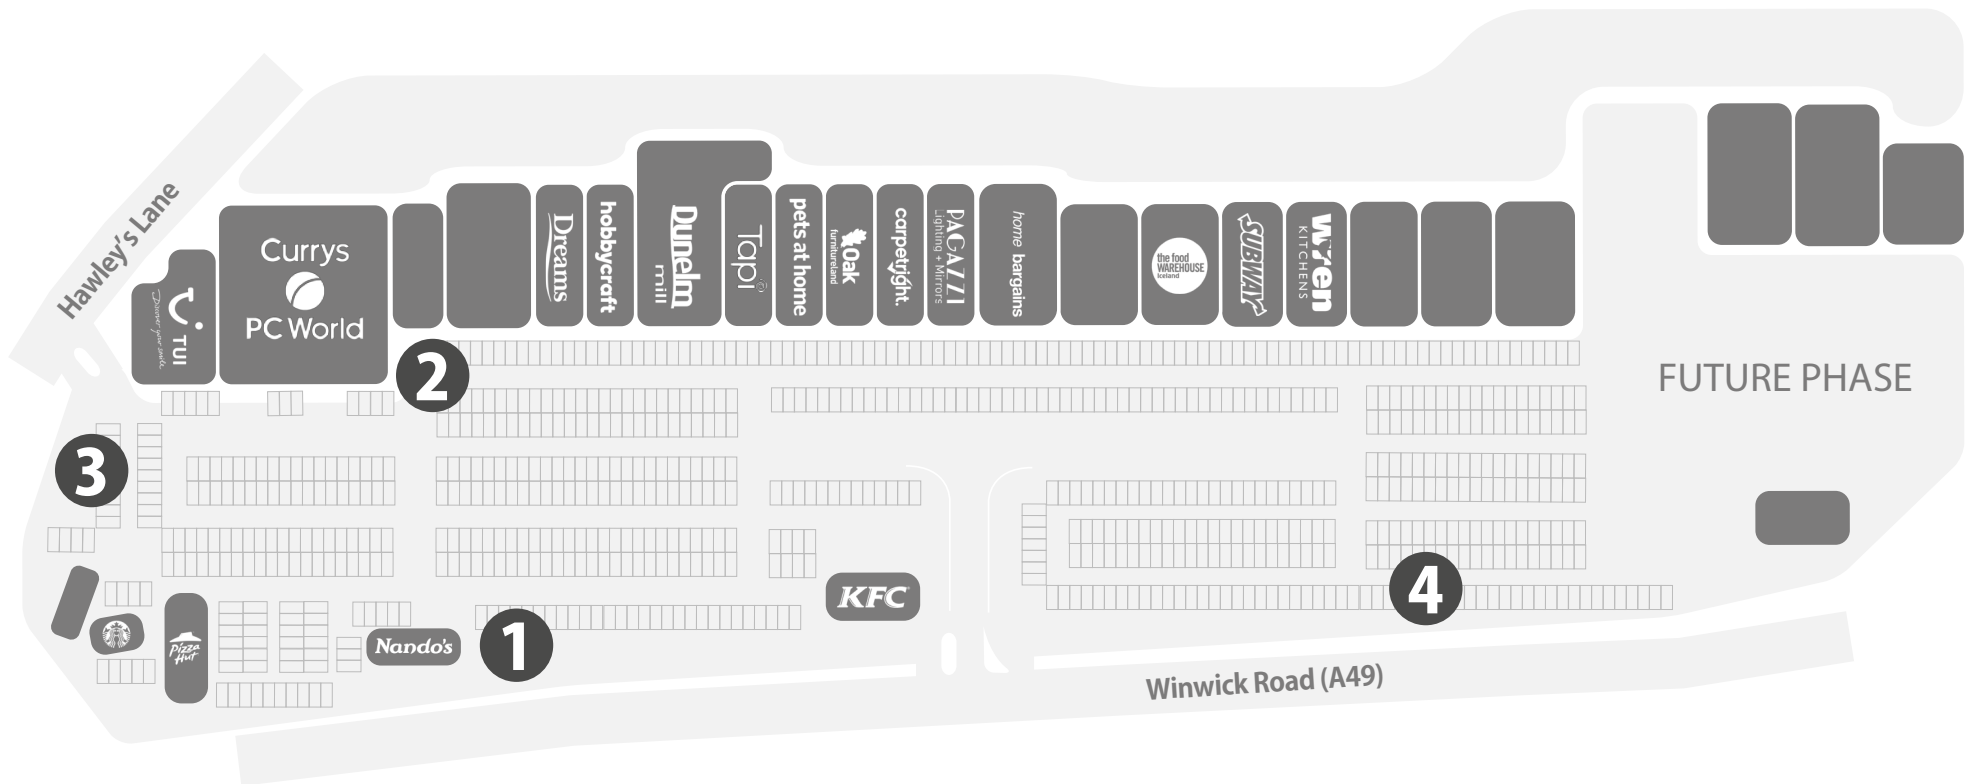 Hawley's Lane
TUI
Discover your smile
Currys
PC World
Dreams
hobbycraft
Dunelm
mill
Tapi
pets at home
Oak
furnitureland
carpetright.
PAGAZZI
Lighting + Mirrors
home bargains
the food
WAREHOUSE
Iceland
SUBWAY
wren
KITCHENS
FUTURE PHASE
2
3
4
1
KFC
Nando's
Pizza
Hut
Winwick Road (A49)